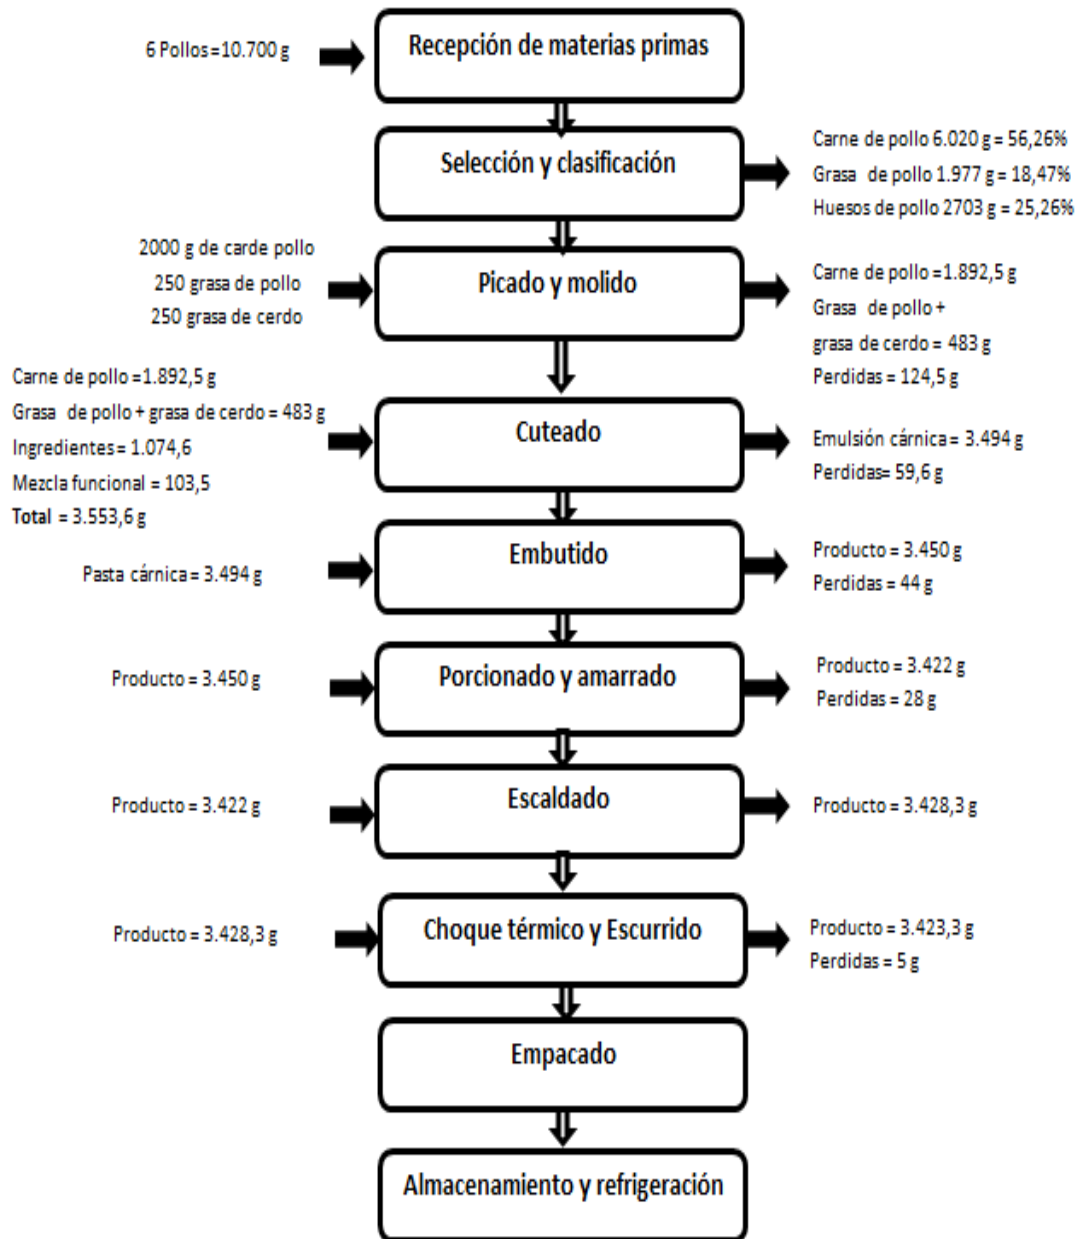 6 Pollos =10.700 g
Recepción de materias primas
Selección y clasificación
Carne de pollo 6.020 g = 56,26%
Grasa de pollo 1.977 g = 18,47%
Huesos de pollo 2703 g = 25,26%
2000 g de carde pollo
250 grasa de pollo
250 grasa de cerdo
Picado y molido
Carne de pollo =1.892,5 g
Grasa de pollo +
grasa de cerdo = 483 g
Perdidas = 124,5 g
Carne de pollo =1.892,5 g
Grasa de pollo + grasa de cerdo = 483 g
Ingredientes = 1.074,6
Mezcla funcional = 103,5
Total = 3.553,6 g
Cuteado
Emulsión cárnica = 3.494 g
Perdidas= 59,6 g
Pasta cárnica = 3.494 g
Embutido
Producto = 3.450 g
Perdidas = 44 g
Producto = 3.450 g
Porcionado y amarrado
Producto = 3.422 g
Perdidas = 28 g
Producto = 3.422 g
Escaldado
Producto = 3.428,3 g
Producto = 3.428,3 g
Choque térmico y Escurrido
Producto = 3.423,3 g
Perdidas = 5 g
Empacado
Almacenamiento y refrigeración